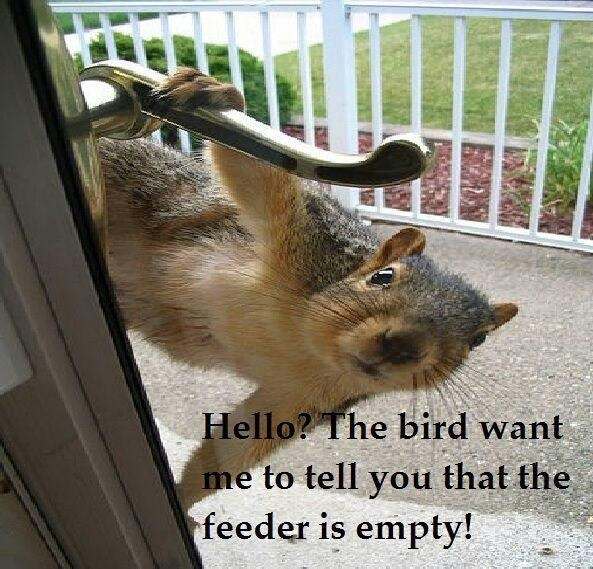 Hello? The bird want
me to tell you that the
feeder is empty!